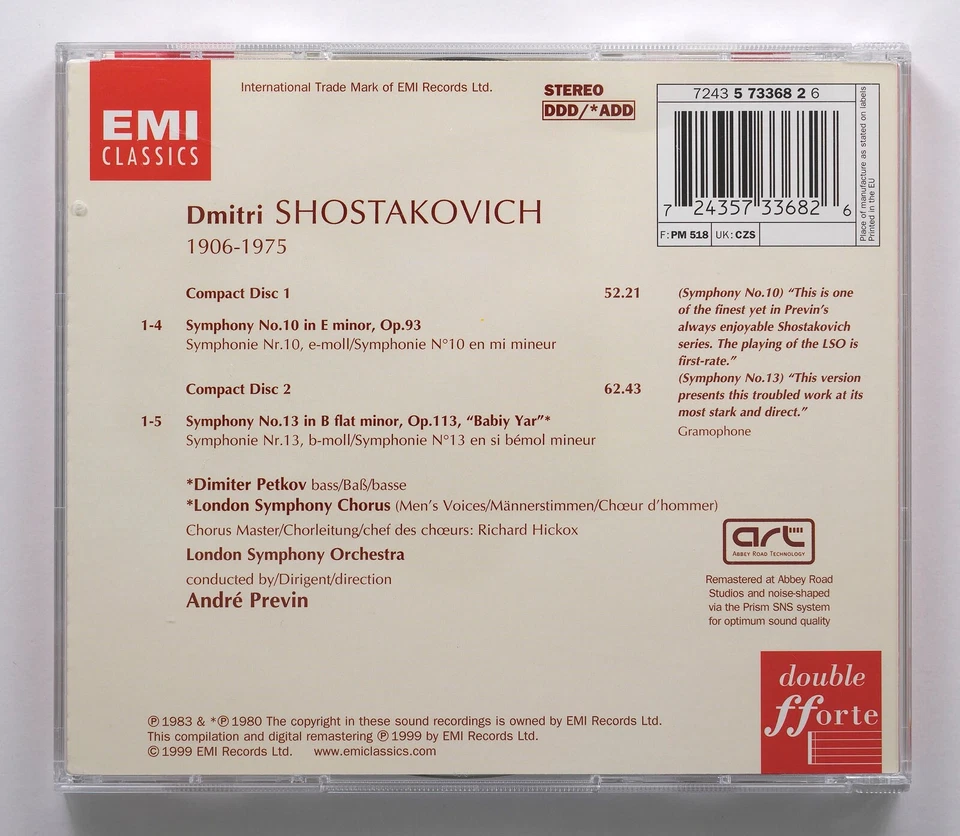 EMI
CLASSICS
International Trade Mark of EMI Records Ltd.
STEREO
DDD/*ADD
7243 5 73368 2 6
7 24357 33682 6
F: PM 518 UK: CZS
Place of manufacture as stated on labels
Printed in the EU
Dmitri SHOSTAKOVICH
1906-1975
Compact Disc 1 52.21
1-4 Symphony No.10 in E minor, Op.93
Symphonie Nr.10, e-moll/Symphonie N°10 en mi mineur
Compact Disc 2 62.43
1-5 Symphony No.13 in B flat minor, Op.113, “Babiy Yar”*
Symphonie Nr.13, b-moll/Symphonie N°13 en si bémol mineur
*Dimiter Petkov bass/Baß/basse
*London Symphony Chorus (Men’s Voices/Männerstimmen/Chœur d’hommer)
Chorus Master/Chorleitung/chef des chœurs: Richard Hickox
London Symphony Orchestra
conducted by/Dirigent/direction
André Previn
(Symphony No.10) “This is one
of the finest yet in Previn’s
always enjoyable Shostakovich
series. The playing of the LSO is
first-rate.”
(Symphony No.13) “This version
presents this troubled work at its
most stark and direct.”
Gramophone
art
ABBEY ROAD TECHNOLOGY
Remastered at Abbey Road
Studios and noise-shaped
via the Prism SNS system
for optimum sound quality
double
fforte
℗ 1983 & *℗ 1980 The copyright in these sound recordings is owned by EMI Records Ltd.
This compilation and digital remastering ℗ 1999 by EMI Records Ltd.
© 1999 EMI Records Ltd. www.emiclassics.com